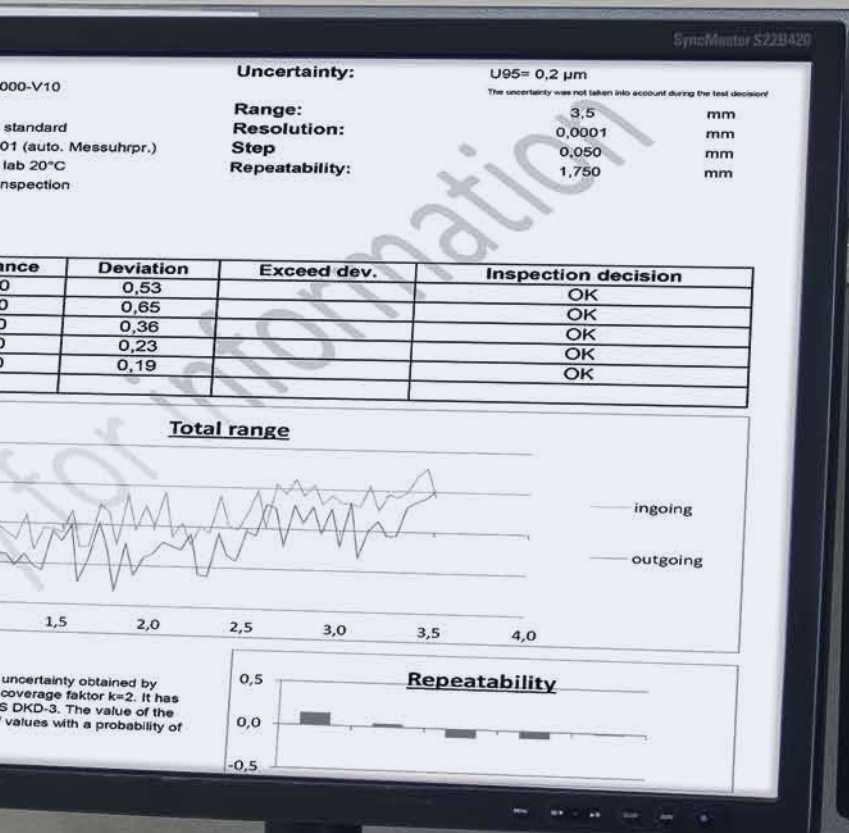 SyncMaster S22B420
000-V10
Uncertainty: U95= 0,2 µm
The uncertainty was not taken into account during the test decision!
Range: 3,5 mm
standard Resolution: 0,0001 mm
01 (auto. Messuhrpr.) Step 0,050 mm
lab 20°C Repeatability: 1,750 mm
nspection
ance Deviation Exceed dev. Inspection decision
0 0,53 OK
0 0,65 OK
0 0,36 OK
0 0,23 OK
0 0,19 OK
for information
Total range
ingoing
outgoing
1,5 2,0 2,5 3,0 3,5 4,0
uncertainty obtained by
coverage faktor k=2. It has
S DKD-3. The value of the
values with a probability of
Repeatability
0,5
0,0
-0,5